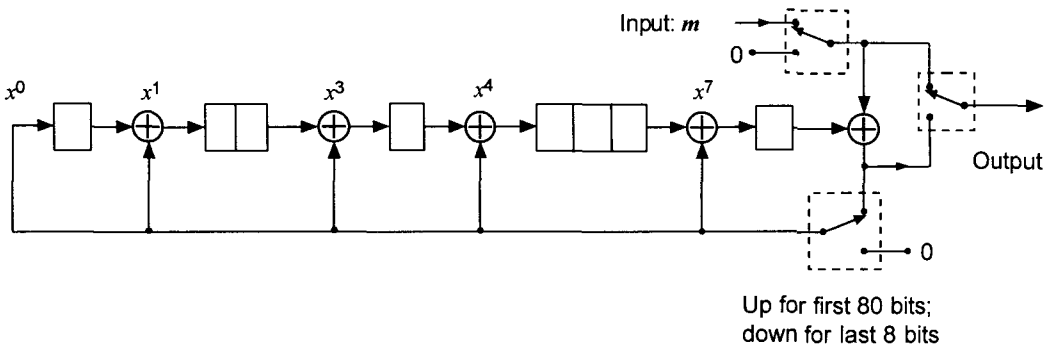 Input: m
0
x⁰ x¹ x³ x⁴ x⁷
Output
0
Up for first 80 bits;
down for last 8 bits